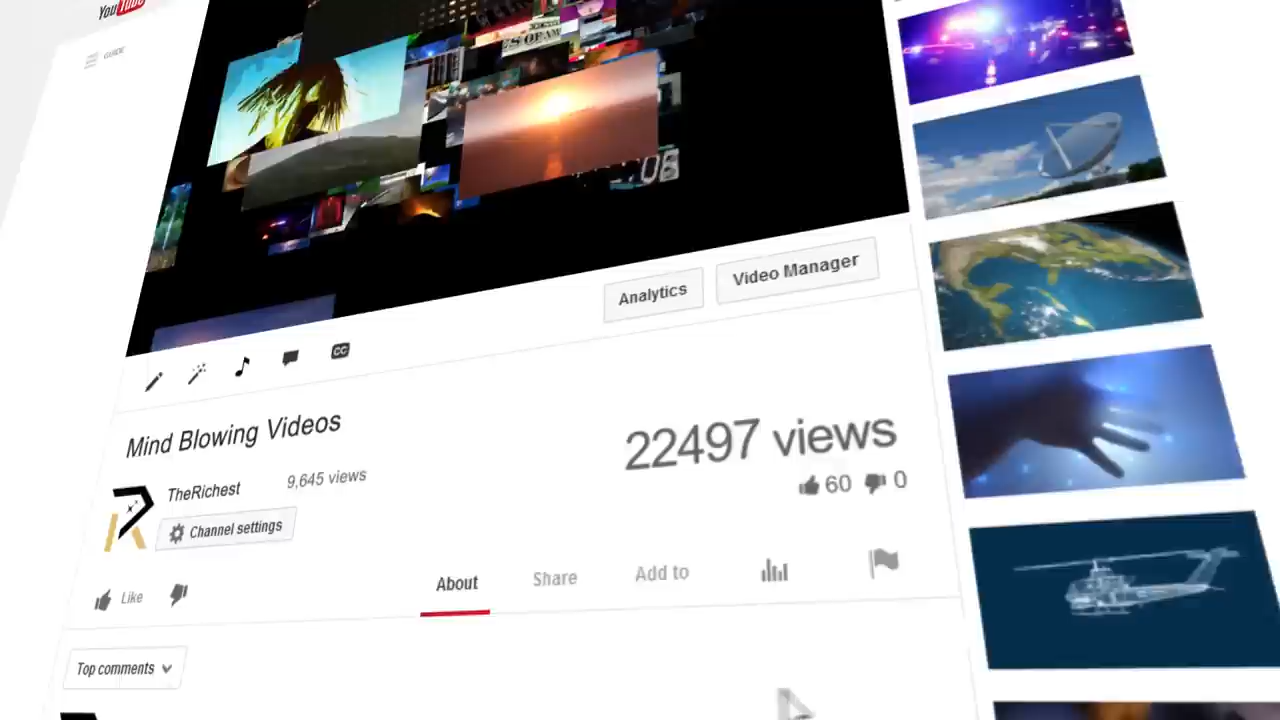 YouTube
GUIDE
08
Analytics
Video Manager
CC
Mind Blowing Videos
22497 views
TheRichest
9,645 views
60
0
Channel settings
Like
About
Share
Add to
Top comments